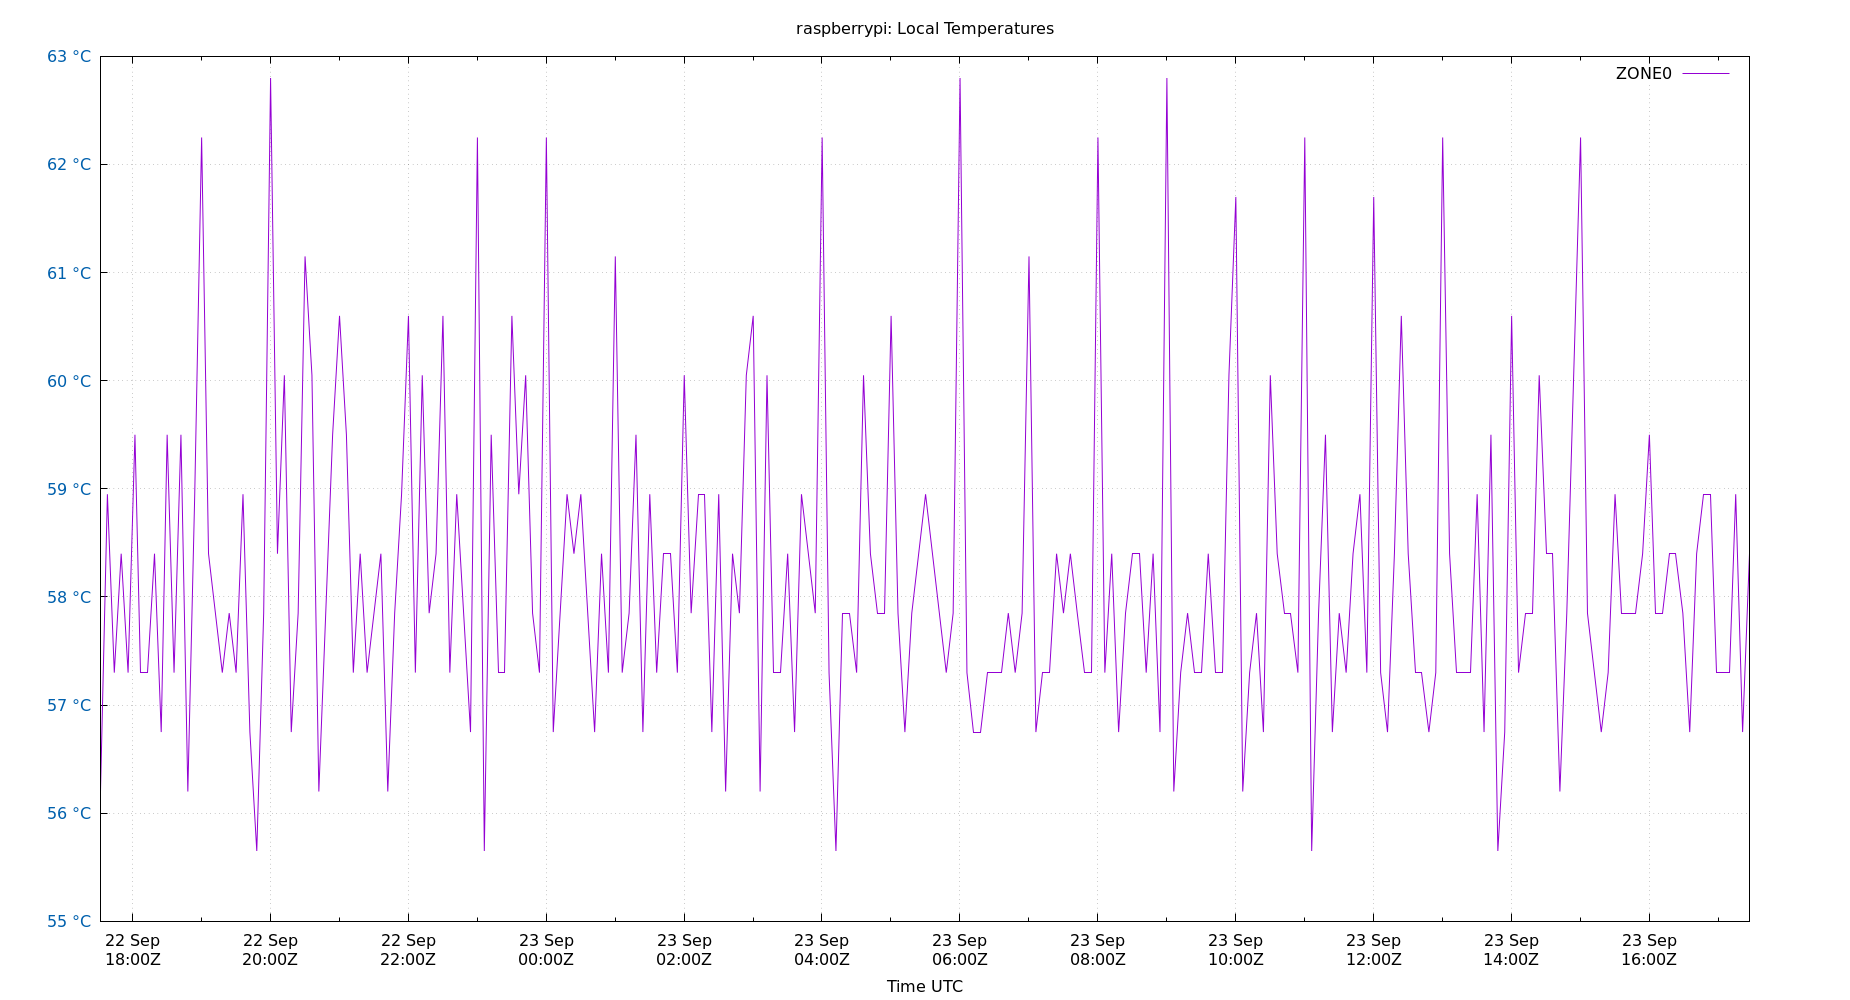 raspberrypi: Local Temperatures
63 °C
ZONE0
62 °C
61 °C
60 °C
59 °C
58 °C
57 °C
56 °C
55 °C
22 Sep 22 Sep 22 Sep 23 Sep 23 Sep 23 Sep 23 Sep 23 Sep 23 Sep 23 Sep 23 Sep 23 Sep
18:00Z 20:00Z 22:00Z 00:00Z 02:00Z 04:00Z 06:00Z 08:00Z 10:00Z 12:00Z 14:00Z 16:00Z
Time UTC